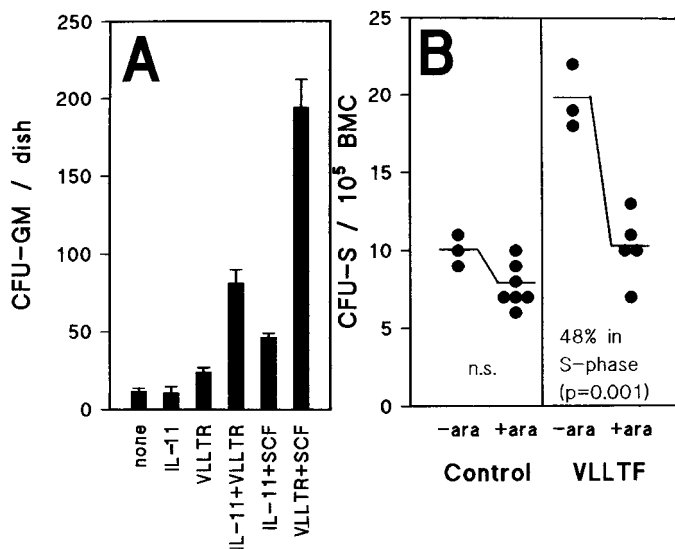 A
CFU-GM / dish
250
200
150
100
50
0
none
IL-11
VLLTR
IL-11+VLLTR
IL-11+SCF
VLLTR+SCF
B
CFU-S / 10⁵ BMC
25
20
15
10
5
0
n.s.
48% in
S-phase
(p=0.001)
-ara +ara -ara +ara
Control VLLTF